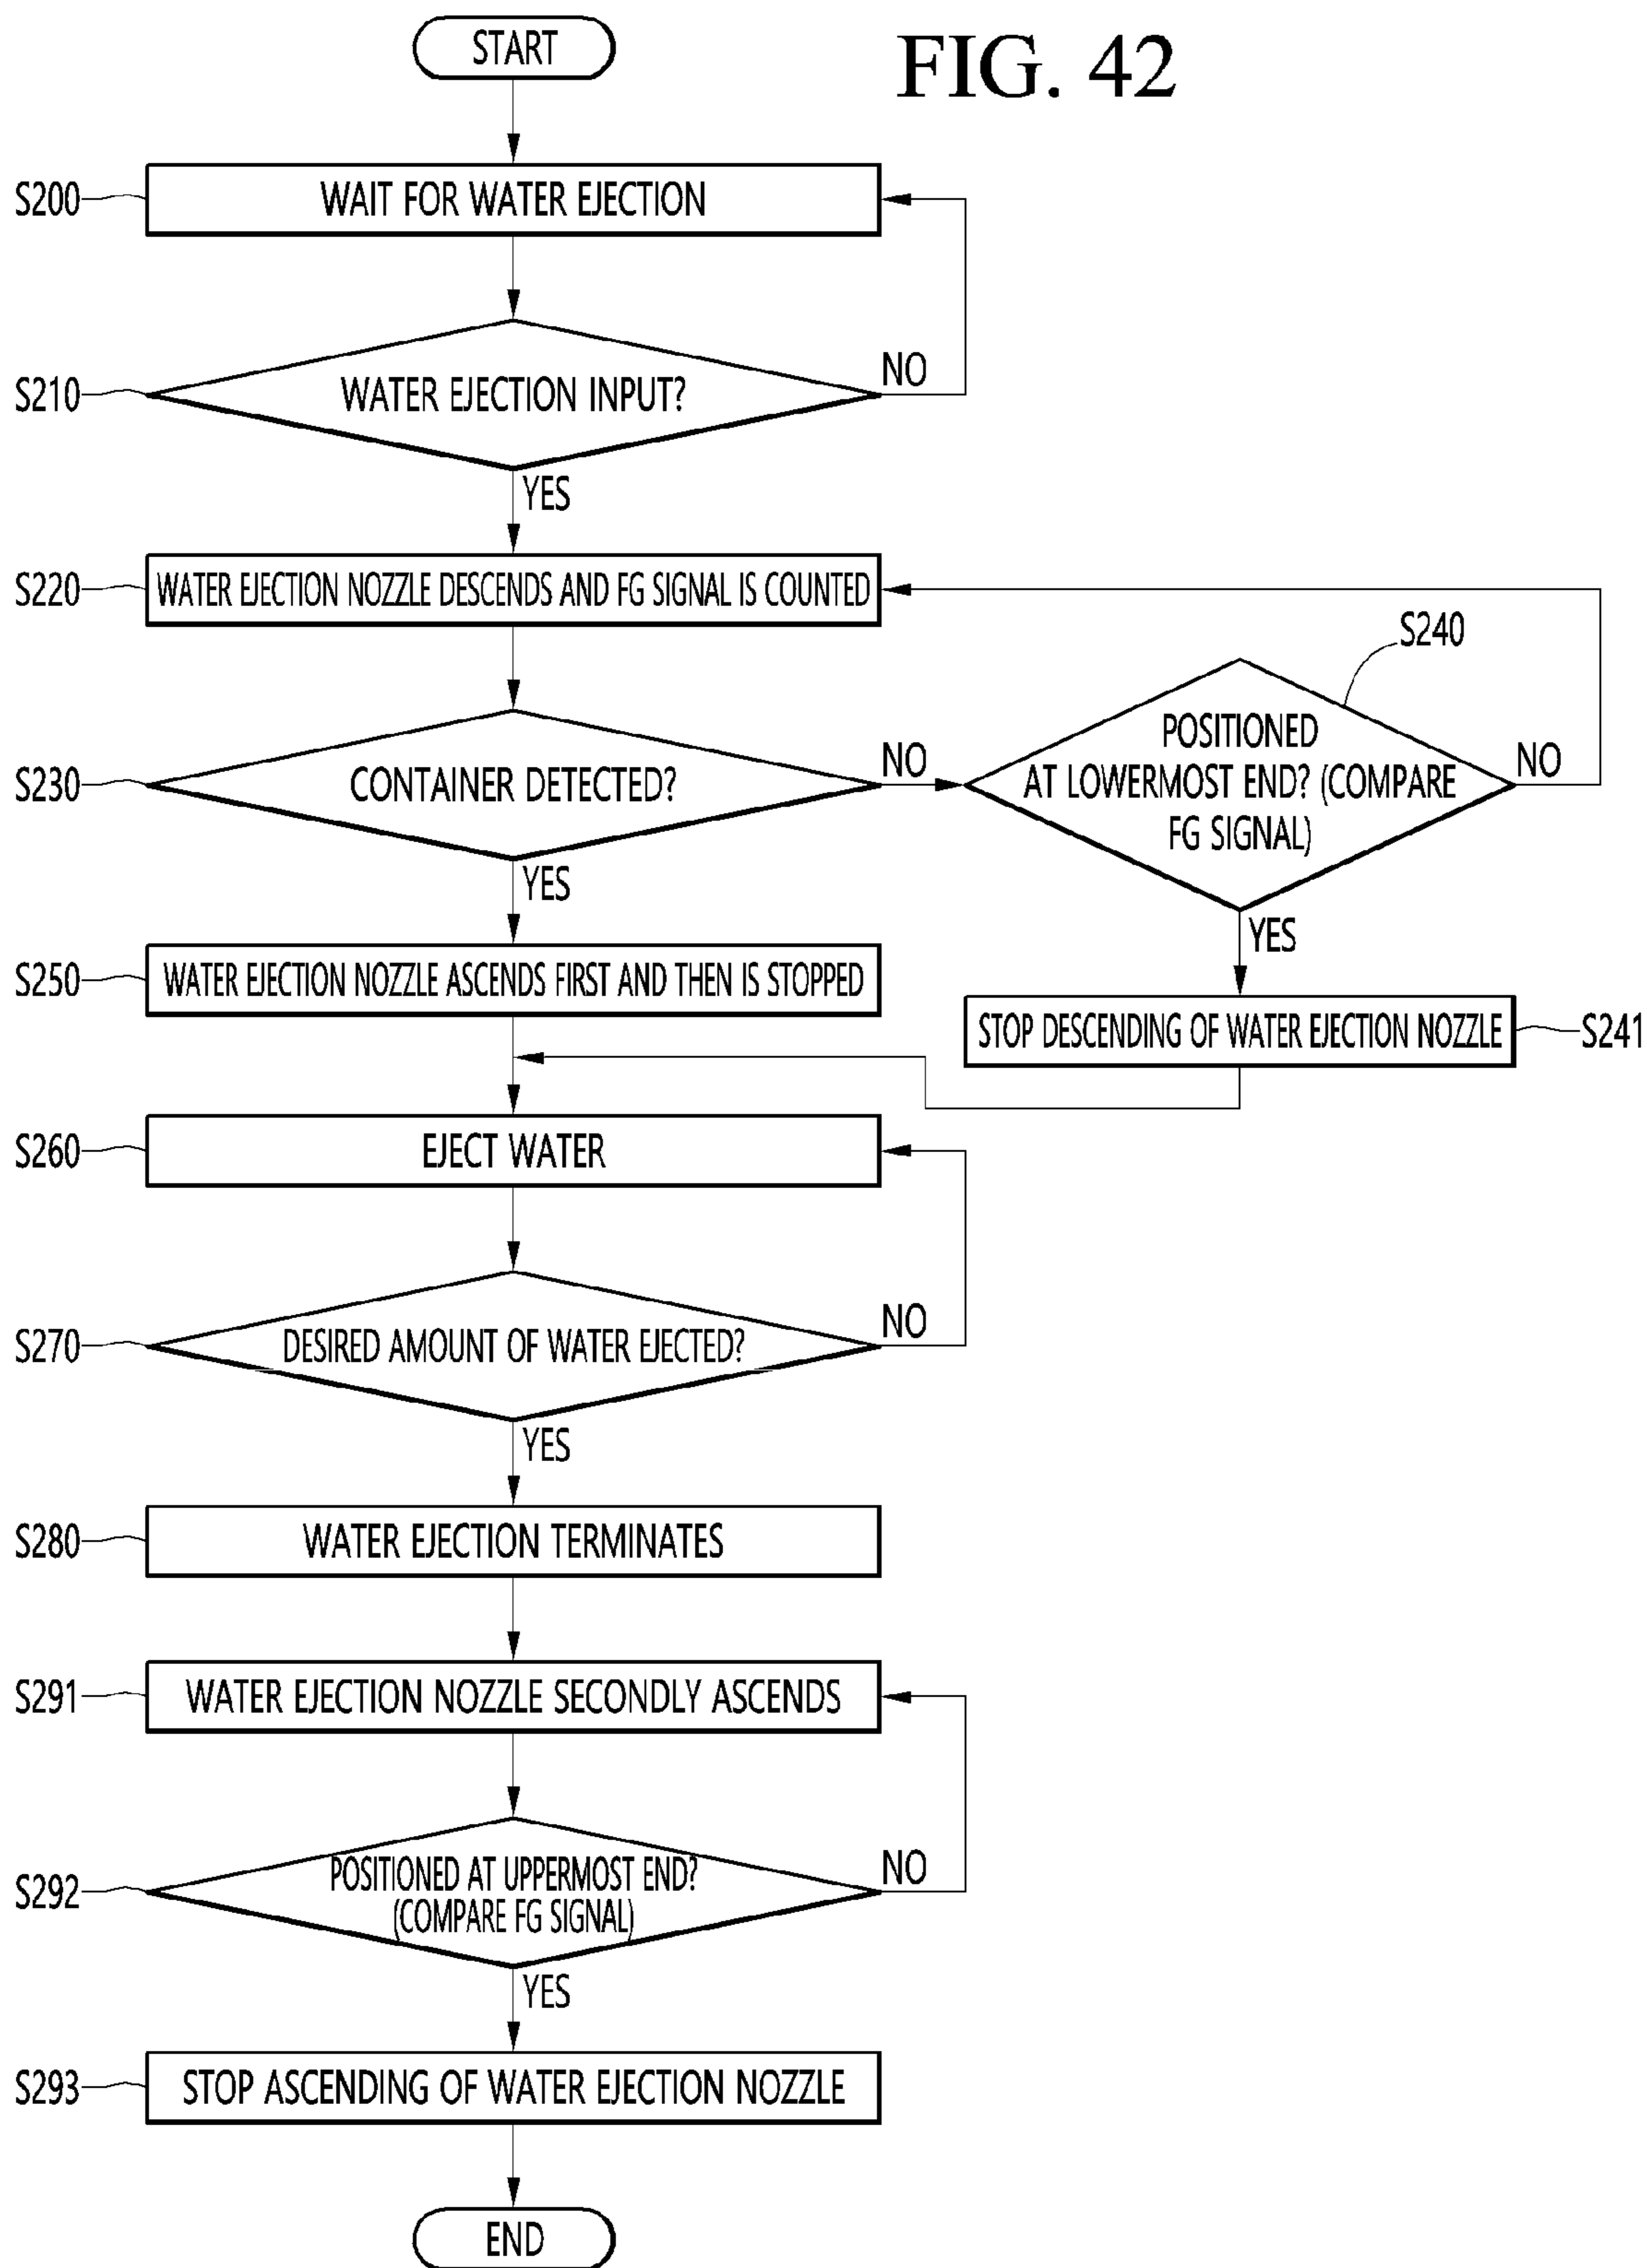 START
FIG. 42
S200
WAIT FOR WATER EJECTION
S210
WATER EJECTION INPUT?
NO
YES
S220
WATER EJECTION NOZZLE DESCENDS AND FG SIGNAL IS COUNTED
S240
S230
CONTAINER DETECTED?
NO
POSITIONED
AT LOWERMOST END? (COMPARE
FG SIGNAL)
NO
YES
YES
S250
WATER EJECTION NOZZLE ASCENDS FIRST AND THEN IS STOPPED
STOP DESCENDING OF WATER EJECTION NOZZLE
S241
S260
EJECT WATER
S270
DESIRED AMOUNT OF WATER EJECTED?
NO
YES
S280
WATER EJECTION TERMINATES
S291
WATER EJECTION NOZZLE SECONDLY ASCENDS
S292
POSITIONED AT UPPERMOST END?
(COMPARE FG SIGNAL)
NO
YES
S293
STOP ASCENDING OF WATER EJECTION NOZZLE
END